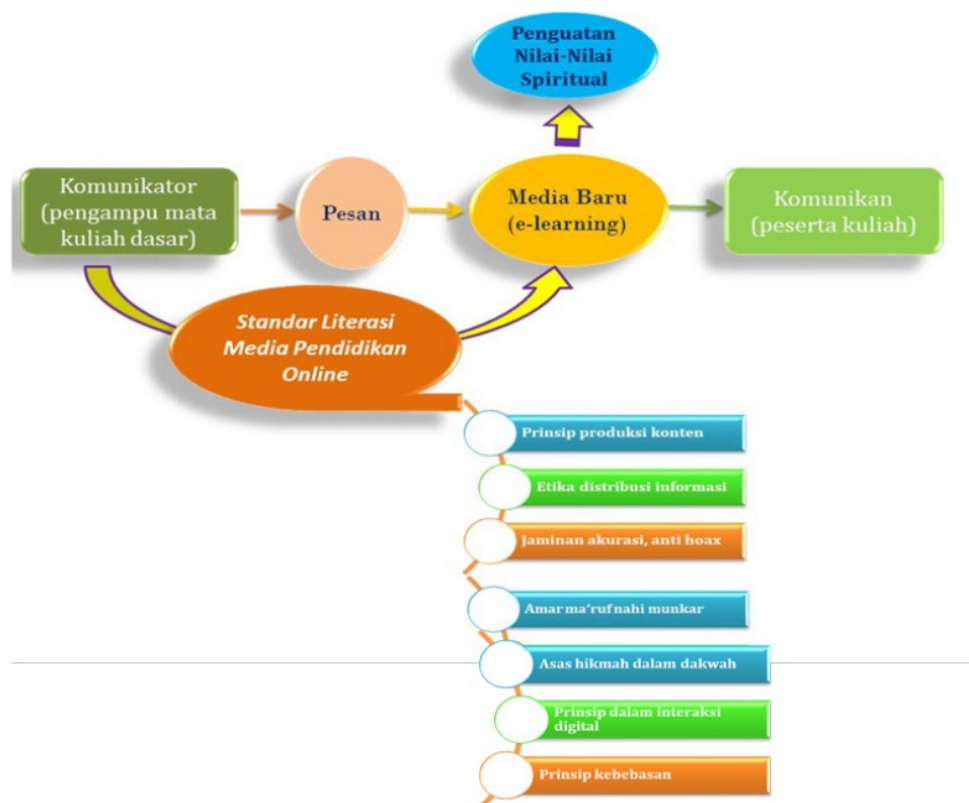 Penguatan
Nilai-Nilai
Spiritual
Komunikator
(pengampu mata
kuliah dasar)
Pesan
Media Baru
(e-learning)
Komunikan
(peserta kuliah)
Standar Literasi
Media Pendidikan
Online
Prinsip produksi konten
Etika distribusi informasi
Jaminan akurasi, anti hoax
Amar ma'ruf nahi munkar
Asas hikmah dalam dakwah
Prinsip dalam interaksi
digital
Prinsip kebebasan